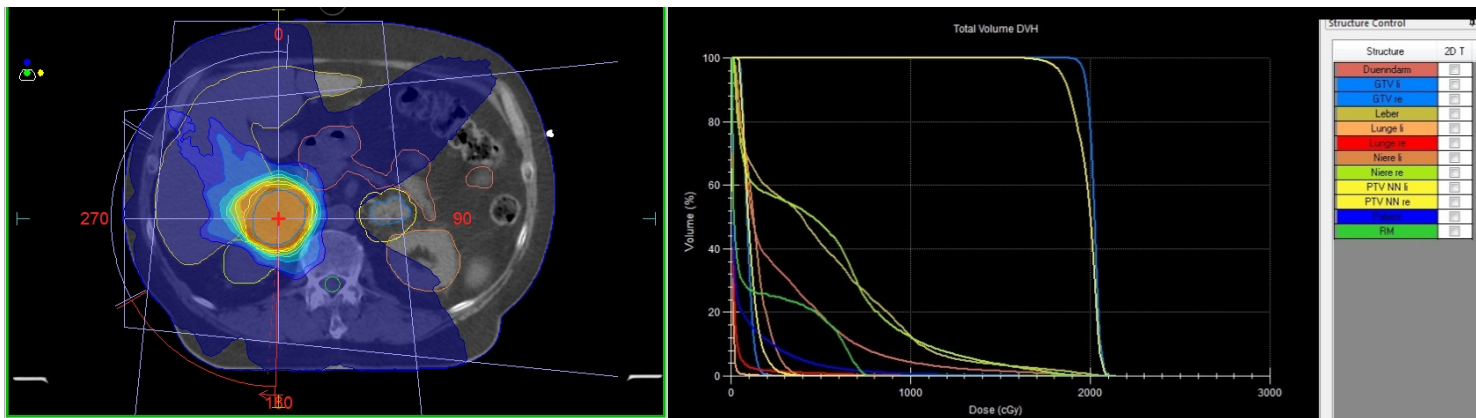 0
270
90
180
Total Volume DVH
100
80
60
40
20
0
Volume (%)
0
1000
2000
3000
Dose (cGy)
Structure Control
Structure
2D T
Duenndarm
GTV li
GTV re
Leber
Lunge li
Lunge re
Niere li
Niere re
PTV NN li
PTV NN re
RM